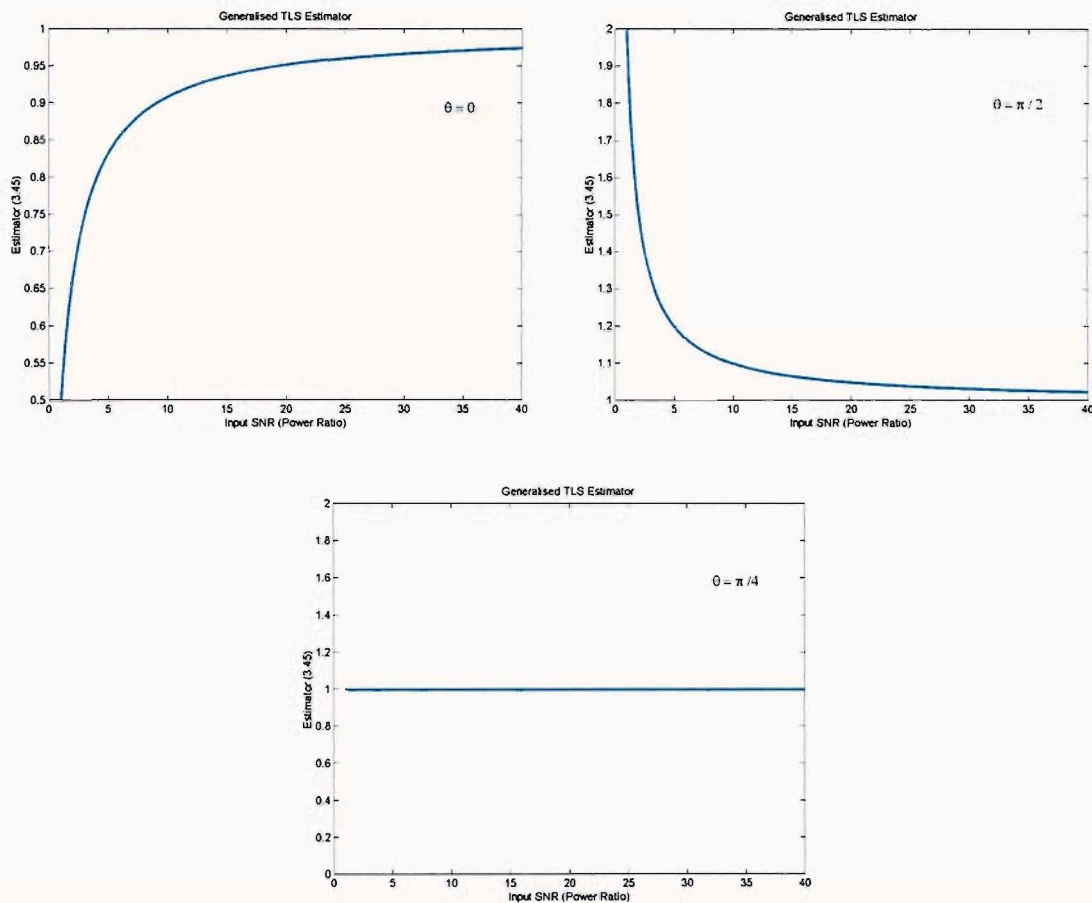 Generalised TLS Estimator
1
0.95
0.9
0.85
0.8
0.75
0.7
0.65
0.6
0.55
0.5
Estimator (3.45)
θ = 0
0 5 10 15 20 25 30 35 40
Input SNR (Power Ratio)
Generalised TLS Estimator
2
1.9
1.8
1.7
1.6
1.5
1.4
1.3
1.2
1.1
1
Estimator (3.45)
θ = π / 2
0 5 10 15 20 25 30 35 40
Input SNR (Power Ratio)
Generalised TLS Estimator
2
1.8
1.6
1.4
1.2
1
0.8
0.6
0.4
0.2
0
Estimator (3.45)
θ = π /4
0 5 10 15 20 25 30 35 40
Input SNR (Power Ratio)